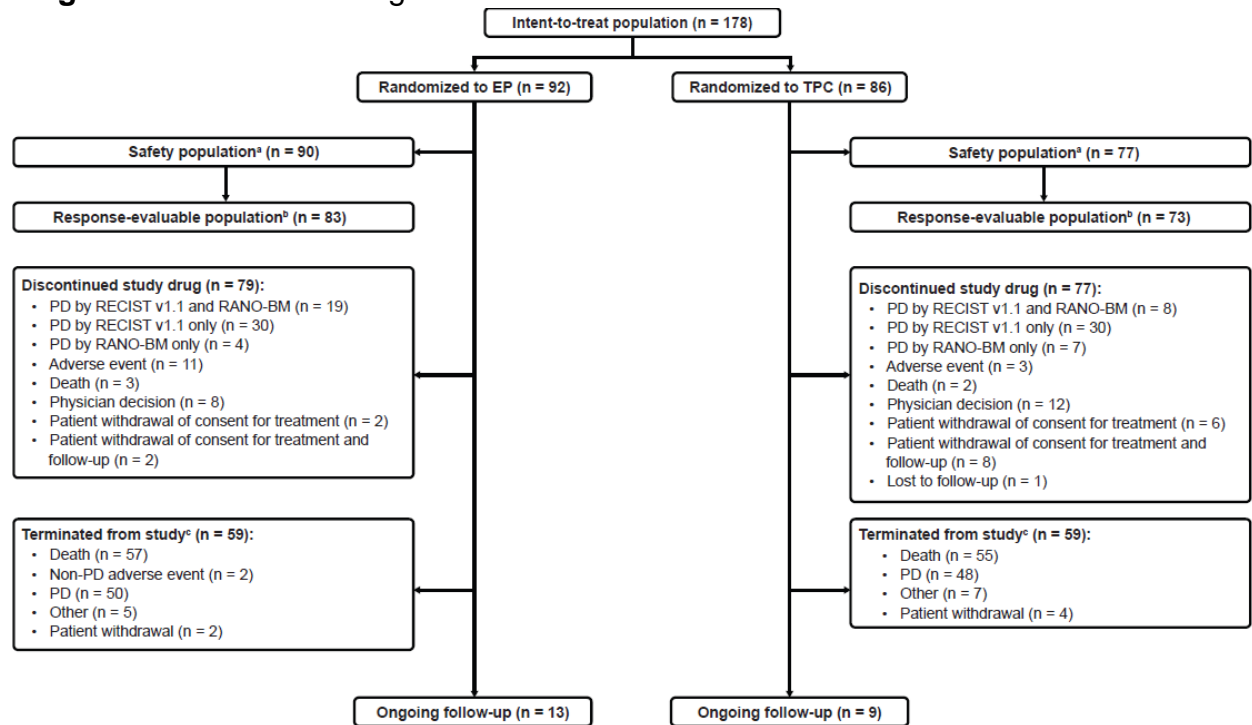 Intent-to-treat population (n = 178)
Randomized to EP (n = 92)
Randomized to TPC (n = 86)
Safety populationᵃ (n = 90)
Response-evaluable populationᵇ (n = 83)
Discontinued study drug (n = 79):
• PD by RECIST v1.1 and RANO-BM (n = 19)
• PD by RECIST v1.1 only (n = 30)
• PD by RANO-BM only (n = 4)
• Adverse event (n = 11)
• Death (n = 3)
• Physician decision (n = 8)
• Patient withdrawal of consent for treatment (n = 2)
• Patient withdrawal of consent for treatment and
follow-up (n = 2)
Terminated from studyᶜ (n = 59):
• Death (n = 57)
• Non-PD adverse event (n = 2)
• PD (n = 50)
• Other (n = 5)
• Patient withdrawal (n = 2)
Ongoing follow-up (n = 13)
Safety populationᵃ (n = 77)
Response-evaluable populationᵇ (n = 73)
Discontinued study drug (n = 77):
• PD by RECIST v1.1 and RANO-BM (n = 8)
• PD by RECIST v1.1 only (n = 30)
• PD by RANO-BM only (n = 7)
• Adverse event (n = 3)
• Death (n = 2)
• Physician decision (n = 12)
• Patient withdrawal of consent for treatment (n = 6)
• Patient withdrawal of consent for treatment and
follow-up (n = 8)
• Lost to follow-up (n = 1)
Terminated from studyᶜ (n = 59):
• Death (n = 55)
• PD (n = 48)
• Other (n = 7)
• Patient withdrawal (n = 4)
Ongoing follow-up (n = 9)